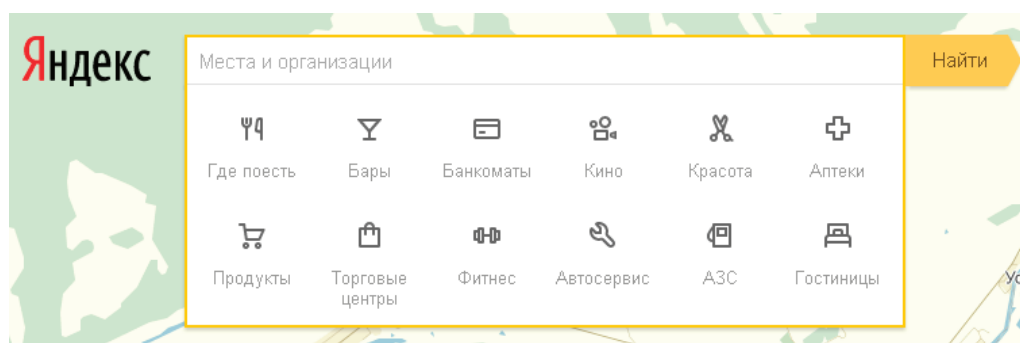 Яндекс
Места и организации
Найти
Где поесть
Бары
Банкоматы
Кино
Красота
Аптеки
Продукты
Торговые
центры
Фитнес
Автосервис
АЗС
Гостиницы